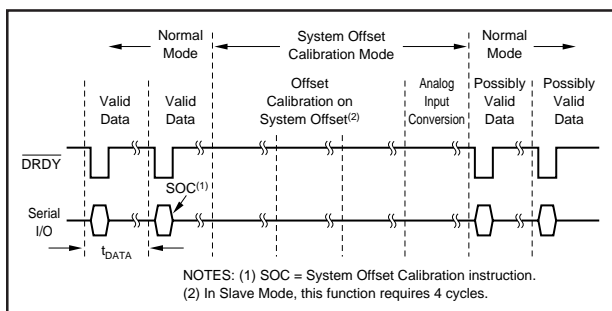 Normal
Mode
System Offset
Calibration Mode
Normal
Mode
Valid
Data
Valid
Data
Offset
Calibration on
System Offset(2)
Analog
Input
Conversion
Possibly
Valid
Data
Possibly
Valid
Data
DRDY
SOC(1)
Serial
I/O
tDATA
NOTES: (1) SOC = System Offset Calibration instruction.
(2) In Slave Mode, this function requires 4 cycles.